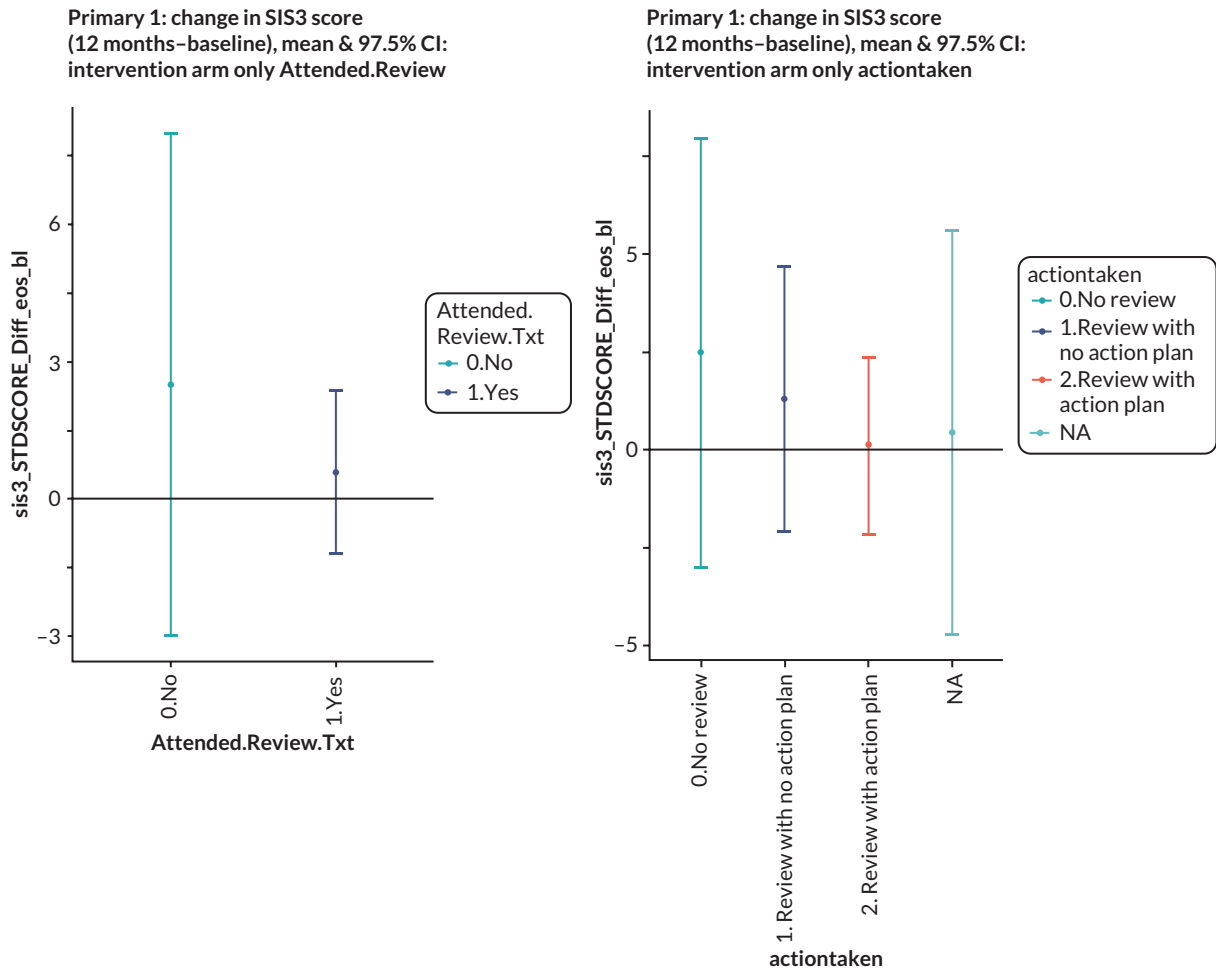 Primary 1: change in SIS3 score
(12 months–baseline), mean & 97.5% CI:
intervention arm only Attended.Review
sis3_STDSCORE_Diff_eos_bl
6
3
0
−3
0.No
1.Yes
Attended.Review.Txt
Attended.
Review.Txt
0.No
1.Yes
Primary 1: change in SIS3 score
(12 months–baseline), mean & 97.5% CI:
intervention arm only actiontaken
sis3_STDSCORE_Diff_eos_bl
5
0
−5
0.No review
1. Review with no action plan
2. Review with action plan
NA
actiontaken
actiontaken
0.No review
1.Review with
no action plan
2.Review with
action plan
NA